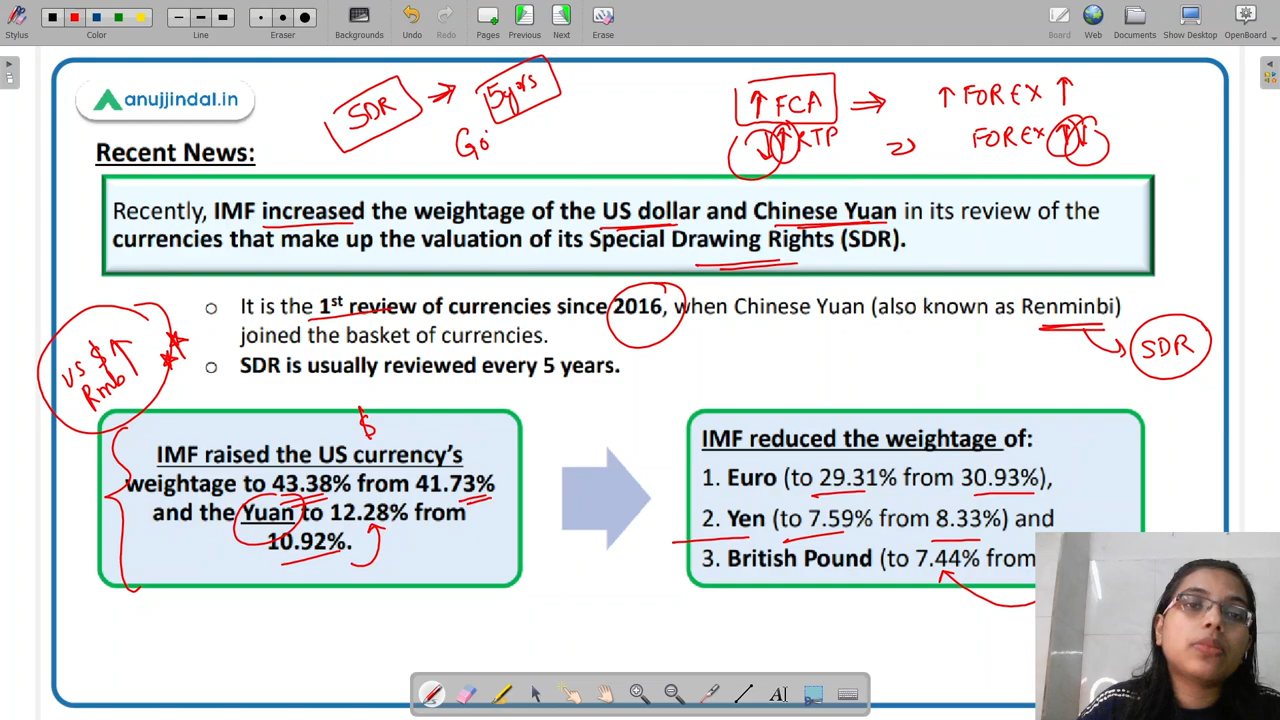 Stylus
Color
Line
Eraser
Backgrounds
Undo
Redo
Pages
Previous
Next
Erase
Board
Web
Documents
Show Desktop
OpenBoard
anujjindal.in
SDR
5yrs
Go
↑ FCA ⇒ ↑ FOREX ↑
↓ ↑ RTP ⇒ FOREX ↑ ↓
Recent News:
Recently, IMF increased the weightage of the US dollar and Chinese Yuan in its review of the
currencies that make up the valuation of its Special Drawing Rights (SDR).
○ It is the 1st review of currencies since 2016, when Chinese Yuan (also known as Renminbi)
joined the basket of currencies.
○ SDR is usually reviewed every 5 years.
SDR
US $ ↑
Rmb
$
IMF raised the US currency's
weightage to 43.38% from 41.73%
and the Yuan to 12.28% from
10.92%.
IMF reduced the weightage of:
1. Euro (to 29.31% from 30.93%),
2. Yen (to 7.59% from 8.33%) and
3. British Pound (to 7.44% from
AI